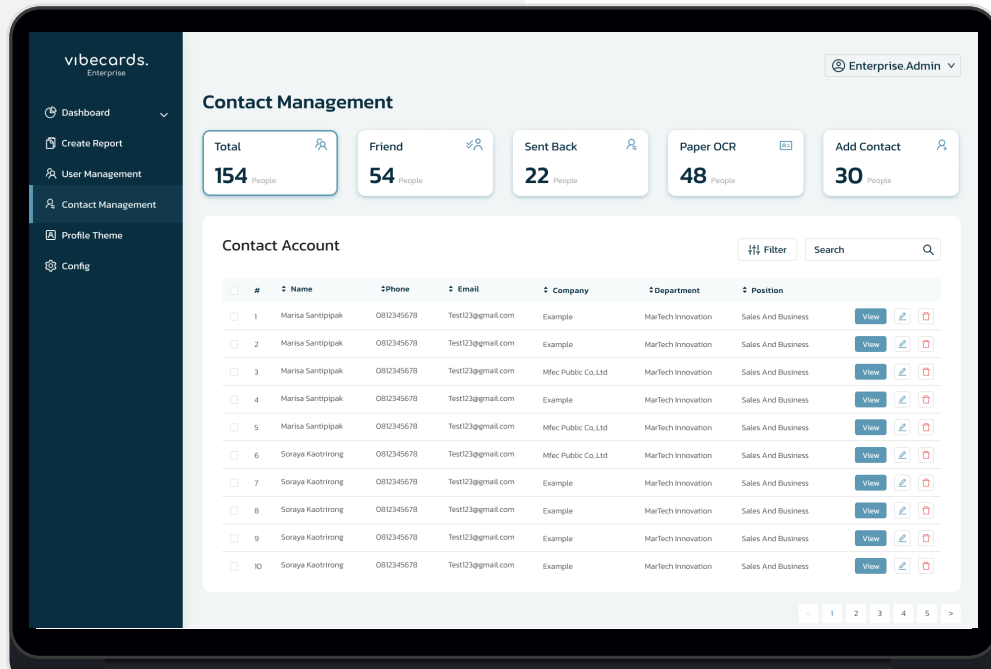 vibecards.
Enterprise
Enterprise.Admin
Dashboard
Create Report
User Management
Contact Management
Profile Theme
Config
Contact Management
Total
154 People
Friend
54 People
Sent Back
22 People
Paper OCR
48 People
Add Contact
30 People
Contact Account
Filter
Search
# Name Phone Email Company Department Position
1 Marisa Santipipak 0812345678 Test123@gmail.com Example MarTech Innovation Sales And Business View
2 Marisa Santipipak 0812345678 Test123@gmail.com Example MarTech Innovation Sales And Business View
3 Marisa Santipipak 0812345678 Test123@gmail.com Mfec Public Co.,Ltd MarTech Innovation Sales And Business View
4 Marisa Santipipak 0812345678 Test123@gmail.com Example MarTech Innovation Sales And Business View
5 Marisa Santipipak 0812345678 Test123@gmail.com Mfec Public Co.,Ltd MarTech Innovation Sales And Business View
6 Soraya Kaotrirong 0812345678 Test123@gmail.com Mfec Public Co.,Ltd MarTech Innovation Sales And Business View
7 Soraya Kaotrirong 0812345678 Test123@gmail.com Example MarTech Innovation Sales And Business View
8 Soraya Kaotrirong 0812345678 Test123@gmail.com Example MarTech Innovation Sales And Business View
9 Soraya Kaotrirong 0812345678 Test123@gmail.com Example MarTech Innovation Sales And Business View
10 Soraya Kaotrirong 0812345678 Test123@gmail.com Example MarTech Innovation Sales And Business View
< 1 2 3 4 5 >